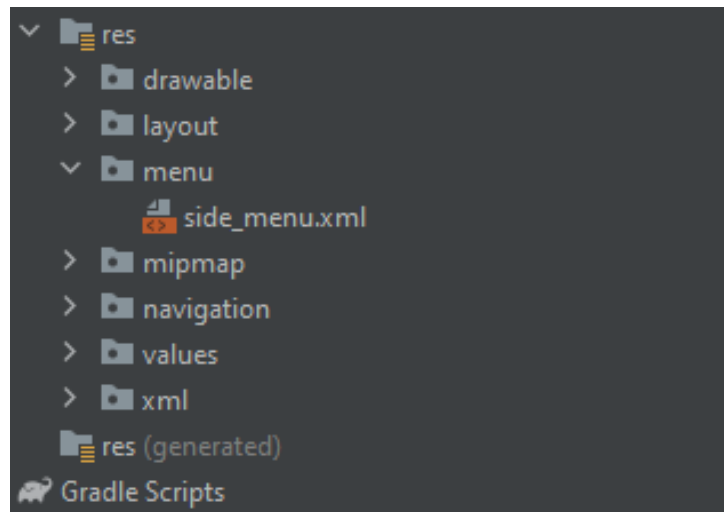 res
drawable
layout
menu
side_menu.xml
mipmap
navigation
values
xml
res (generated)
Gradle Scripts